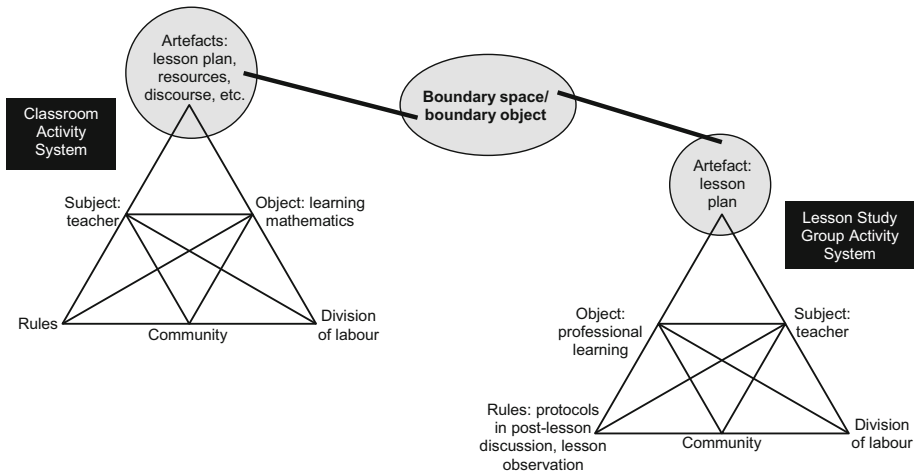 Artefacts:
lesson plan,
resources,
discourse, etc.
Classroom
Activity
System
Subject:
teacher
Object: learning
mathematics
Rules
Community
Division
of labour
Boundary space/
boundary object
Artefact:
lesson
plan
Lesson Study
Group Activity
System
Object:
professional
learning
Subject:
teacher
Rules: protocols
in post-lesson
discussion, lesson
observation
Community
Division
of labour